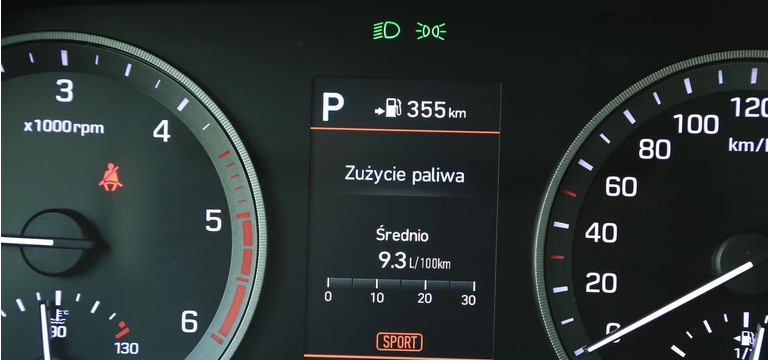 3
x1000rpm
4
5
6
90
130
P
355 km
Zużycie paliwa
Średnio
9.3 L/100km
0 10 20 30
SPORT
120
100
80
60
40
20
km/